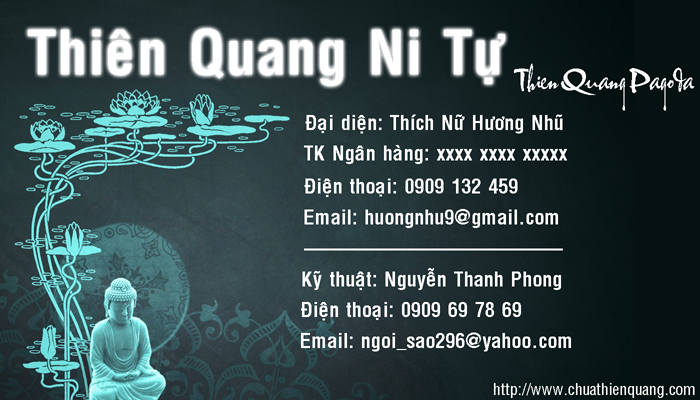 Thiên Quang Ni Tự
Thien Quang Pagoda
Đại diện: Thích Nữ Hương Nhũ
TK Ngân hàng: xxxx xxxx xxxxx
Điện thoại: 0909 132 459
Email: huongnhu9@gmail.com
Kỹ thuật: Nguyễn Thanh Phong
Điện thoại: 0909 69 78 69
Email: ngoi_sao296@yahoo.com
http://www.chuathienquang.com/